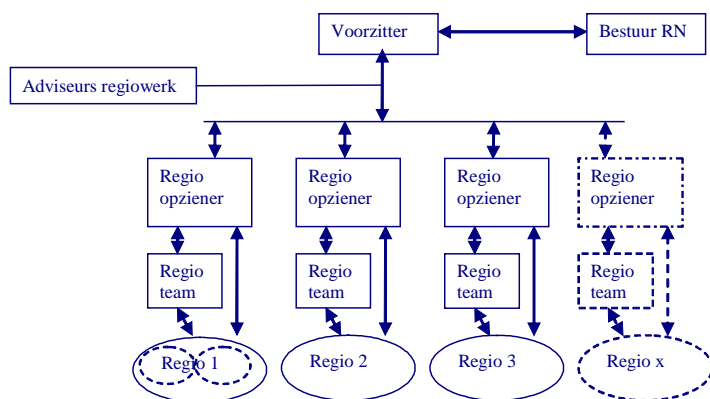 Voorzitter
Bestuur RN
Adviseurs regiowerk
Regio
opziener
Regio
opziener
Regio
opziener
Regio
opziener
Regio
team
Regio
team
Regio
team
Regio
team
Regio 1
Regio 2
Regio 3
Regio x